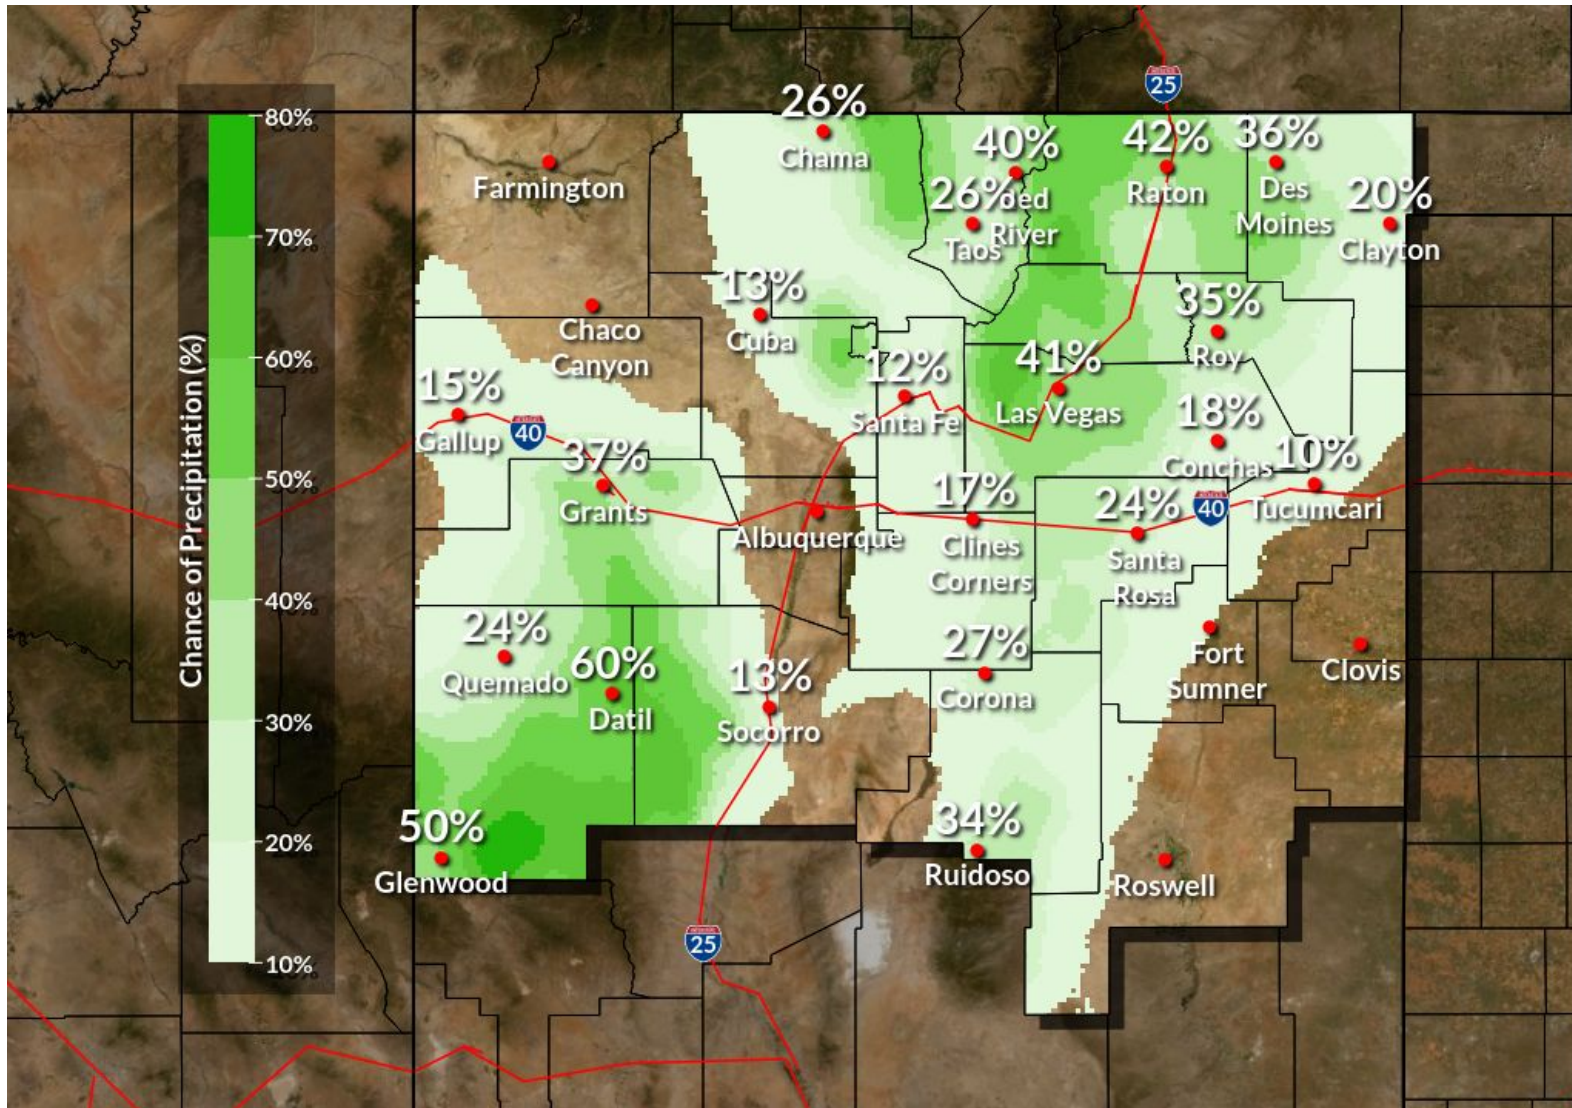 Chance of Precipitation (%)
80%
70%
60%
50%
40%
30%
20%
10%
25
26%
Chama
Farmington
40%
Red
River
26%
Taos
42%
Raton
36%
Des
Moines
20%
Clayton
13%
Cuba
Chaco
Canyon
35%
Roy
15%
Gallup
40
12%
Santa Fe
41%
Las Vegas
18%
Conchas
10%
Tucumcari
37%
Grants
Albuquerque
17%
Clines
Corners
24%
Santa
Rosa
40
24%
Quemado
60%
Datil
13%
Socorro
27%
Corona
Fort
Sumner
Clovis
50%
Glenwood
34%
Ruidoso
Roswell
25